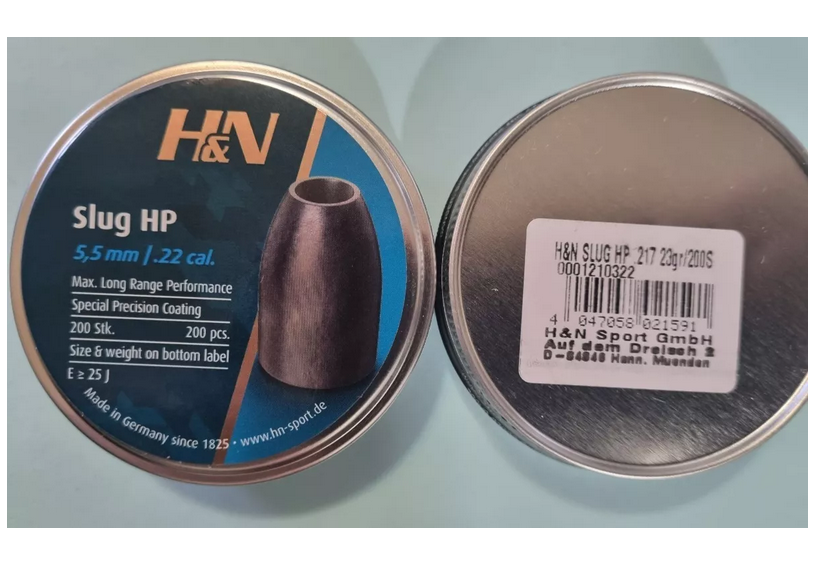 H&N
Slug HP
5,5 mm / .22 cal.
Max. Long Range Performance
Special Precision Coating
200 Stk. 200 pcs.
Size & weight on bottom label
E ≥ 25 J
Made in Germany since 1825 • www.hn-sport.de
H&N SLUG HP .217 23gr/200S
0001210322
4 047058 021591
H&N Sport GmbH
Auf dem Dreisch 2
D-34346 Hann. Muenden